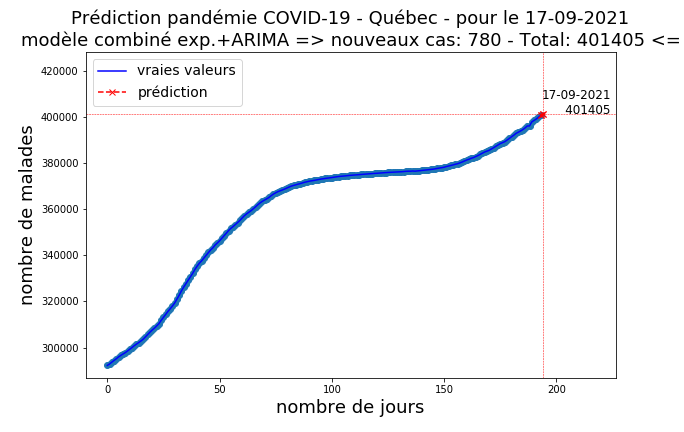 Prédiction pandémie COVID-19 - Québec - pour le 17-09-2021
modèle combiné exp.+ARIMA => nouveaux cas: 780 - Total: 401405 <=
vraies valeurs
prédiction
17-09-2021
401405
420000
400000
380000
360000
340000
320000
300000
nombre de malades
0 50 100 150 200
nombre de jours